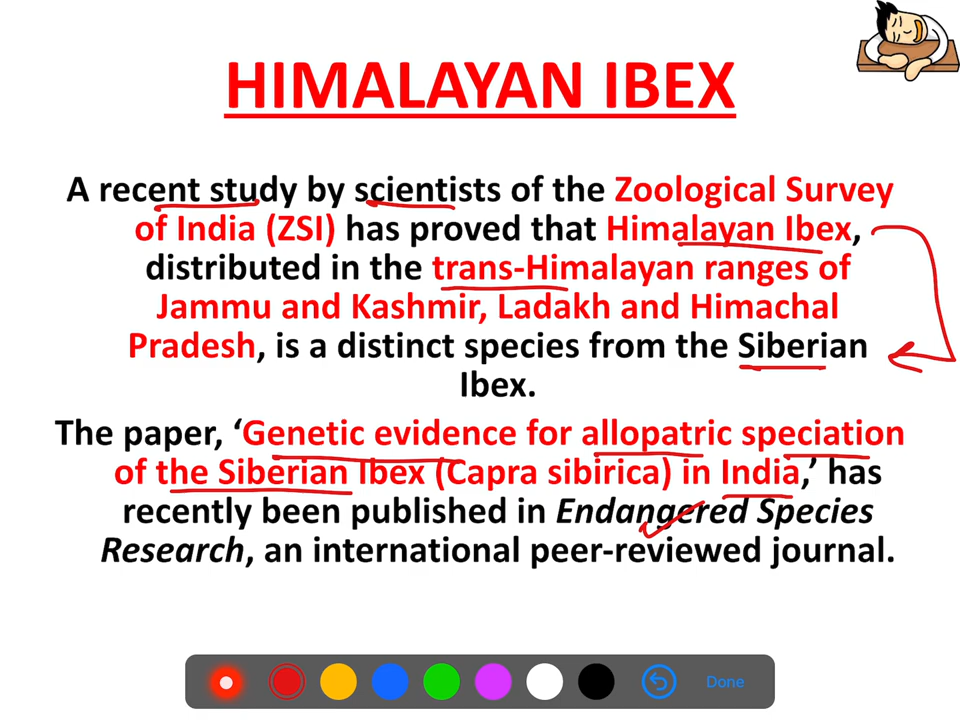 HIMALAYAN IBEX
A recent study by scientists of the Zoological Survey
of India (ZSI) has proved that Himalayan Ibex,
distributed in the trans-Himalayan ranges of
Jammu and Kashmir, Ladakh and Himachal
Pradesh, is a distinct species from the Siberian
Ibex.
The paper, ‘Genetic evidence for allopatric speciation
of the Siberian Ibex (Capra sibirica) in India,’ has
recently been published in Endangered Species
Research, an international peer-reviewed journal.
Done